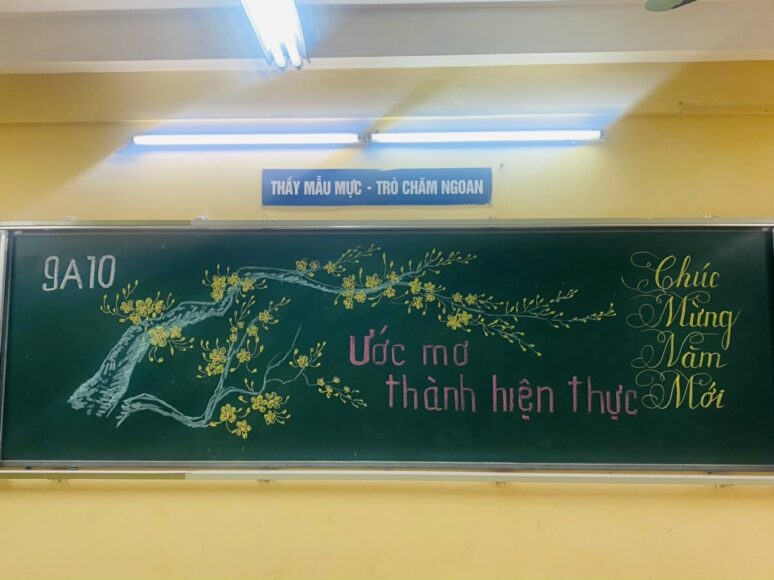 THẦY MẪU MỰC - TRÒ CHĂM NGOAN
9A10
Ước mơ
thành hiện thực
Chúc
Mừng
Năm
Mới